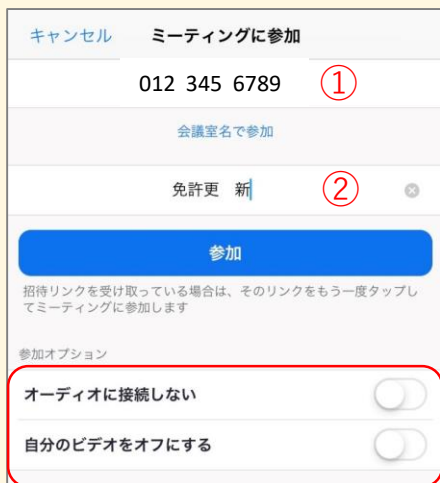 キャンセル ミーティングに参加
012 345 6789 ①
会議室名で参加
免許更 新 ②
参加
招待リンクを受け取っている場合は、そのリンクをもう一度タップし
てミーティングに参加します
参加オプション
オーディオに接続しない
自分のビデオをオフにする